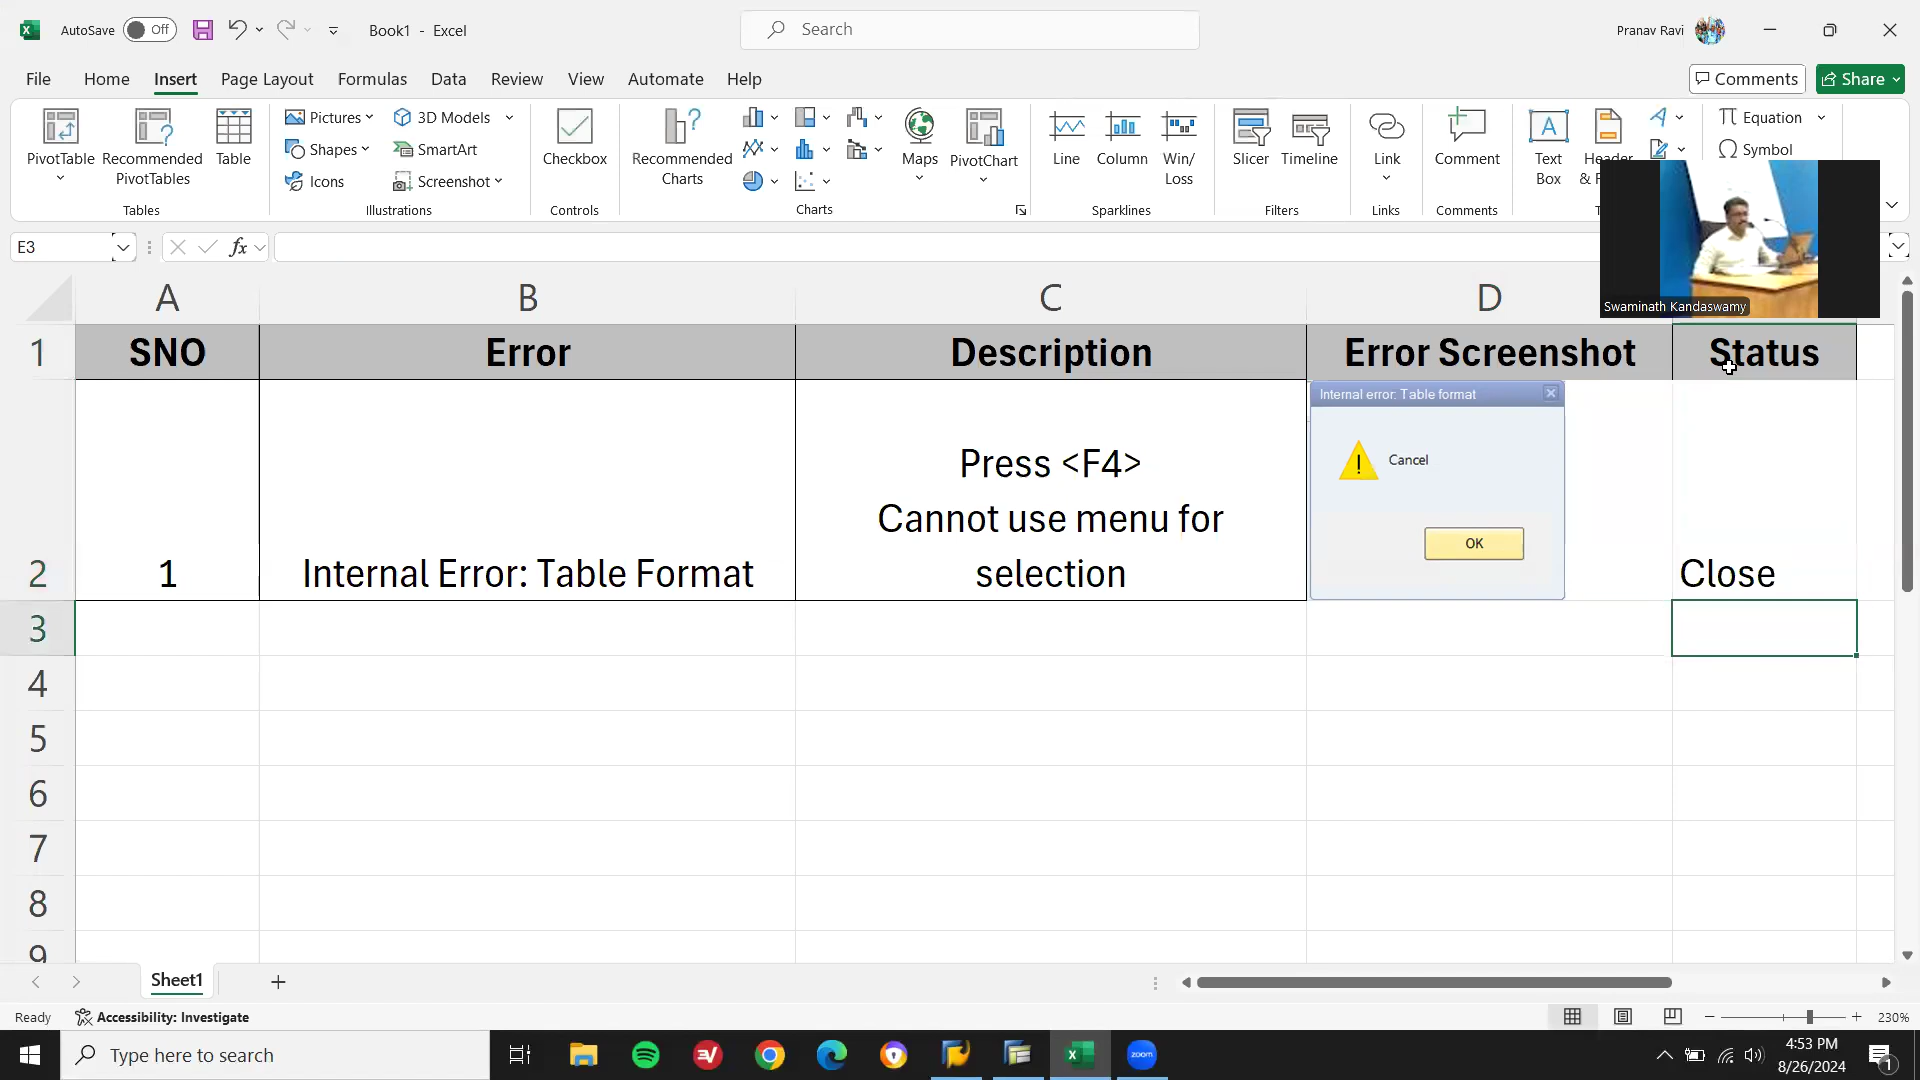 AutoSave Off Book1 - Excel Search Pranav Ravi
File Home Insert Page Layout Formulas Data Review View Automate Help Comments Share
PivotTable
Recommended
PivotTables
Table
Tables
Pictures
Shapes
Icons
3D Models
SmartArt
Screenshot
Illustrations
Checkbox
Controls
Recommended
Charts
Maps
PivotChart
Charts
Line
Column
Win/
Loss
Sparklines
Slicer
Timeline
Filters
Link
Links
Comment
Comments
Text
Box
Header
& F
Equation
Symbol
E3
fx
Swaminath Kandaswamy
A B C D
1 SNO Error Description Error Screenshot Status
Internal error: Table format
Cancel
OK
Press <F4>
Cannot use menu for
2 1 Internal Error: Table Format selection Close
3
4
5
6
7
8
9
Sheet1
Ready Accessibility: Investigate 230%
Type here to search
zoom
4:53 PM
8/26/2024
1